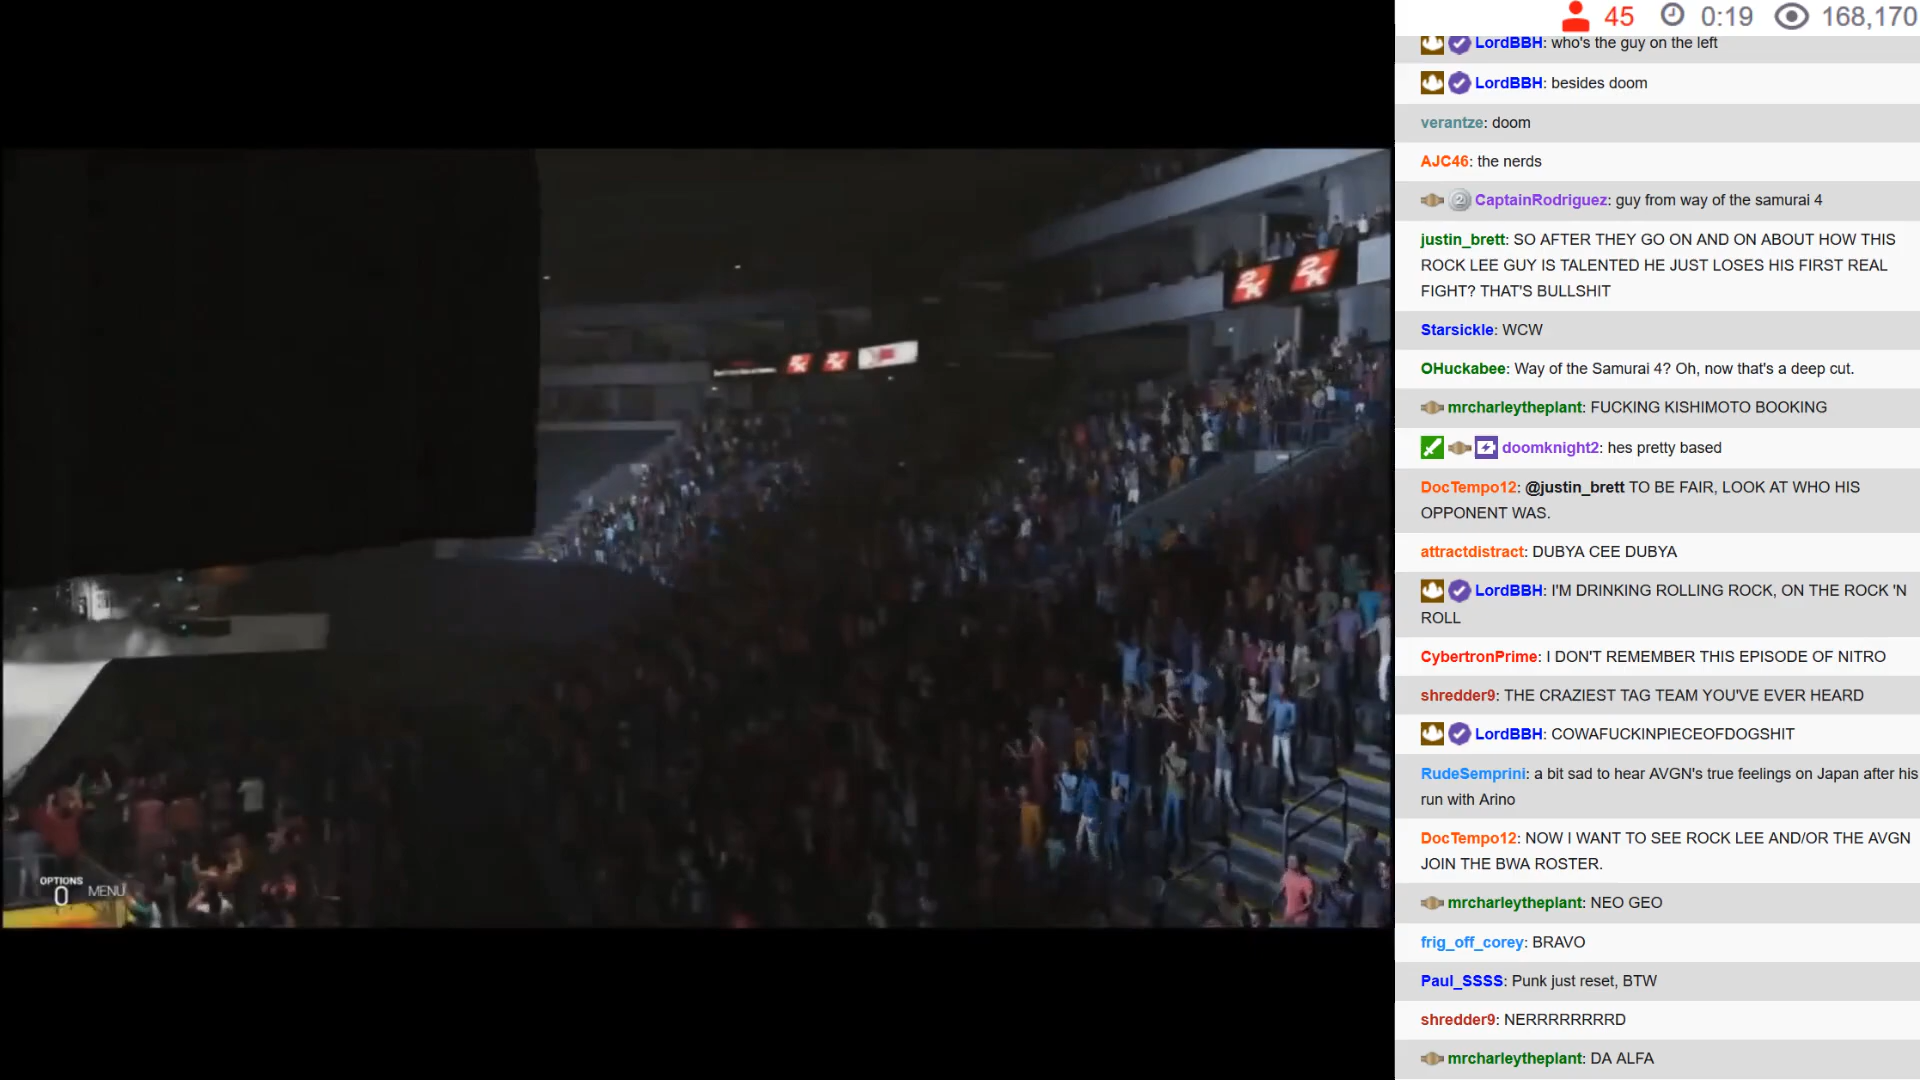 45 0:19 168,170
LordBBH: who's the guy on the left
LordBBH: besides doom
verantze: doom
AJC46: the nerds
2 CaptainRodriguez: guy from way of the samurai 4
justin_brett: SO AFTER THEY GO ON AND ON ABOUT HOW THIS
ROCK LEE GUY IS TALENTED HE JUST LOSES HIS FIRST REAL
FIGHT? THAT'S BULLSHIT
Starsickle: WCW
OHuckabee: Way of the Samurai 4? Oh, now that's a deep cut.
mrcharleytheplant: FUCKING KISHIMOTO BOOKING
doomknight2: hes pretty based
DocTempo12: @justin_brett TO BE FAIR, LOOK AT WHO HIS
OPPONENT WAS.
attractdistract: DUBYA CEE DUBYA
LordBBH: I'M DRINKING ROLLING ROCK, ON THE ROCK 'N
ROLL
CybertronPrime: I DON'T REMEMBER THIS EPISODE OF NITRO
shredder9: THE CRAZIEST TAG TEAM YOU'VE EVER HEARD
LordBBH: COWAFUCKINPIECEOFDOGSHIT
RudeSemprini: a bit sad to hear AVGN's true feelings on Japan after his
run with Arino
DocTempo12: NOW I WANT TO SEE ROCK LEE AND/OR THE AVGN
JOIN THE BWA ROSTER.
mrcharleytheplant: NEO GEO
frig_off_corey: BRAVO
Paul_SSSS: Punk just reset, BTW
shredder9: NERRRRRRRRD
mrcharleytheplant: DA ALFA
2K 2K
2K 2K
OPTIONS
MENU